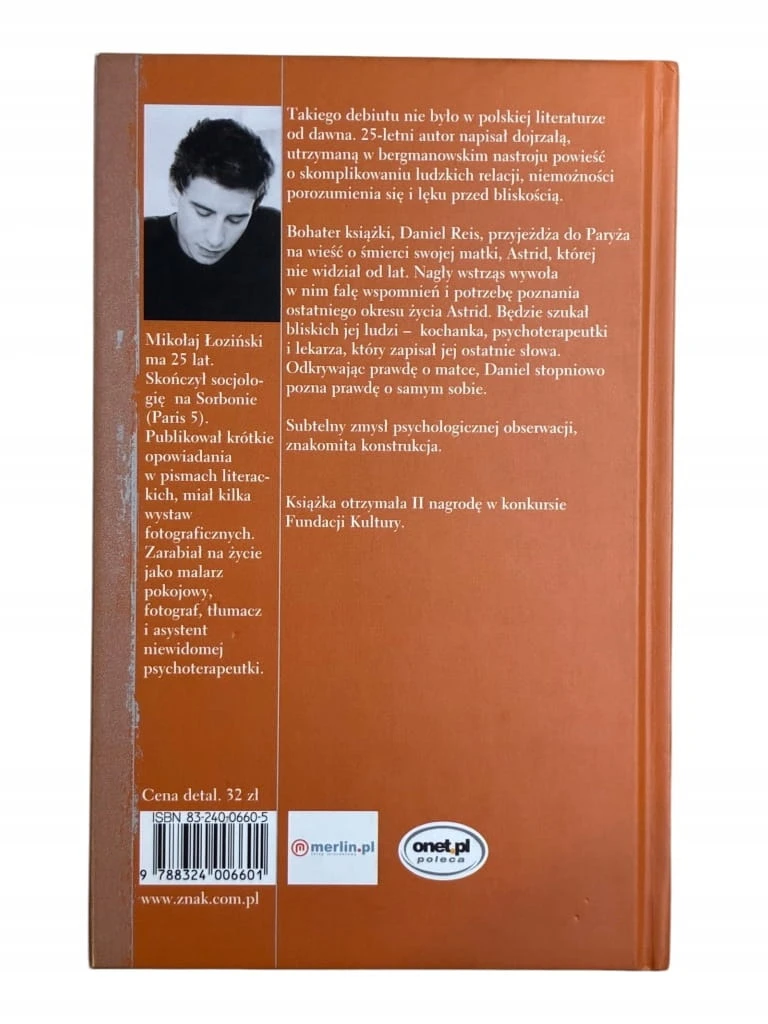 Takiego debiutu nie było w polskiej literaturze
od dawna. 25-letni autor napisał dojrzałą,
utrzymaną w bergmanowskim nastroju powieść
o skomplikowaniu ludzkich relacji, niemożności
porozumienia się i lęku przed bliskością.
Bohater książki, Daniel Reis, przyjeżdża do Paryża
na wieść o śmierci swojej matki, Astrid, której
nie widział od lat. Nagły wstrząs wywoła
w nim falę wspomnień i potrzebę poznania
ostatniego okresu życia Astrid. Będzie szukał
bliskich jej ludzi – kochanka, psychoterapeutki
i lekarza, który zapisał jej ostatnie słowa.
Odkrywając prawdę o matce, Daniel stopniowo
pozna prawdę o samym sobie.
Subtelny zmysł psychologicznej obserwacji,
znakomita konstrukcja.
Książka otrzymała II nagrodę w konkursie
Fundacji Kultury.
Mikołaj Łoziński
ma 25 lat.
Skończył socjolo-
gię na Sorbonie
(Paris 5).
Publikował krótkie
opowiadania
w pismach literac-
kich, miał kilka
wystaw
fotograficznych.
Zarabiał na życie
jako malarz
pokojowy,
fotograf, tłumacz
i asystent
niewidomej
psychoterapeutki.
Cena detal. 32 zł
ISBN 83-240-0660-5
9 788324 006601
www.znak.com.pl
merlin.pl
sklep internetowy
onet.pl
poleca